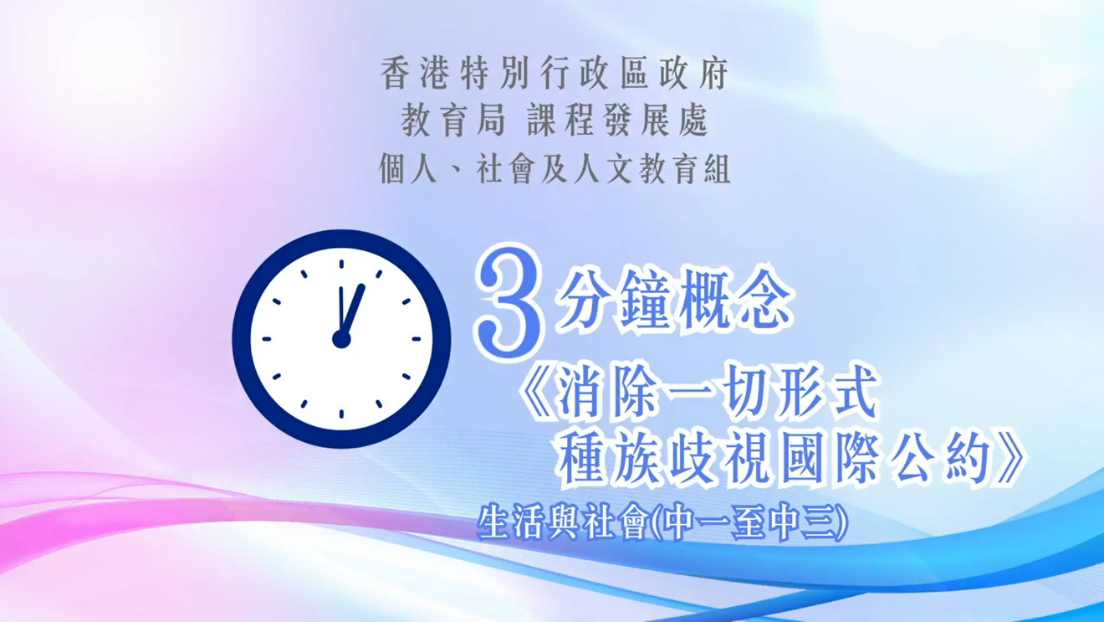 香港特別行政區政府
教育局 課程發展處
個人、社會及人文教育組
3分鐘概念
《消除一切形式
種族歧視國際公約》
生活與社會(中一至中三)